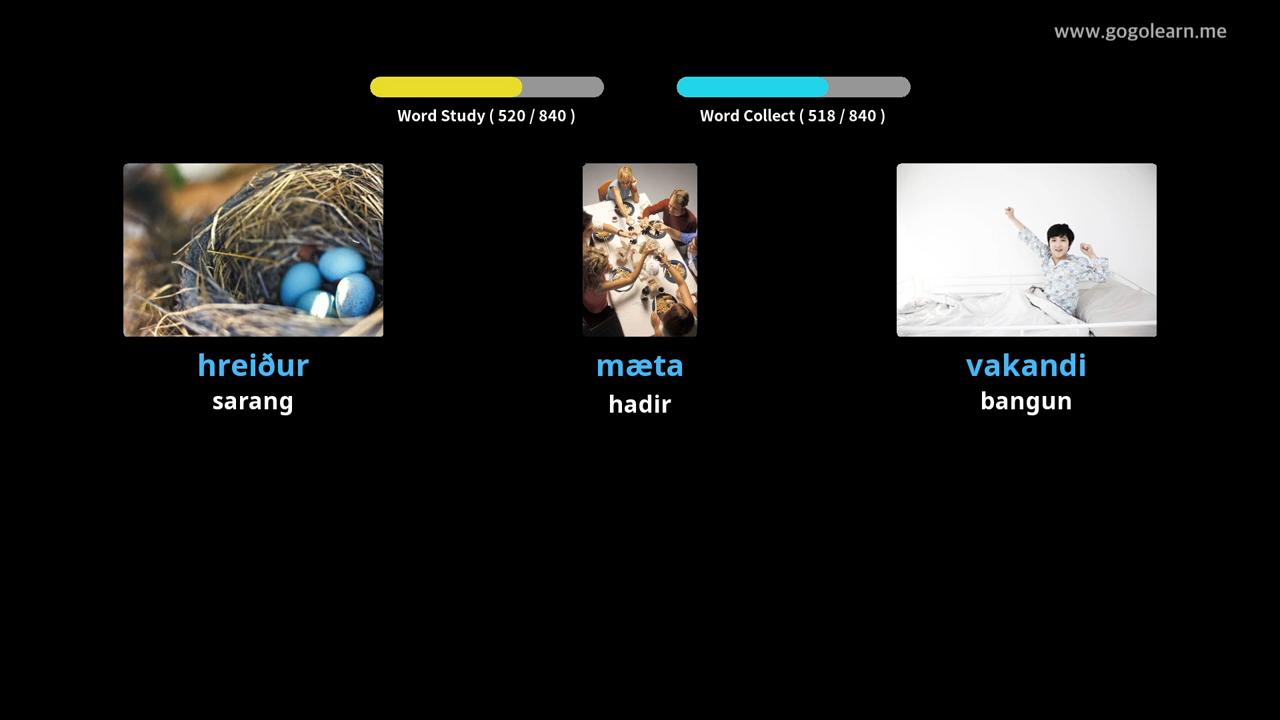 www.gogolearn.me
Word Study ( 520 / 840 )
Word Collect ( 518 / 840 )
hreiður
sarang
mæta
hadir
vakandi
bangun